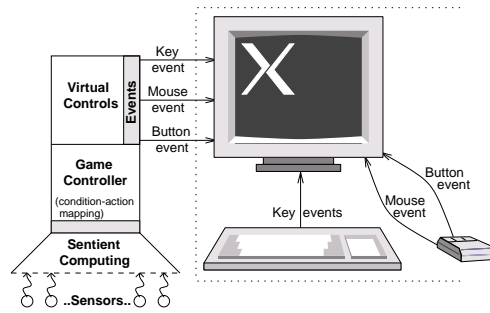 Virtual
Controls
Events
Key
event
Mouse
event
Button
event
Game
Controller
(condition-action
mapping)
Sentient
Computing
..Sensors..
X
Key events
Mouse
event
Button
event